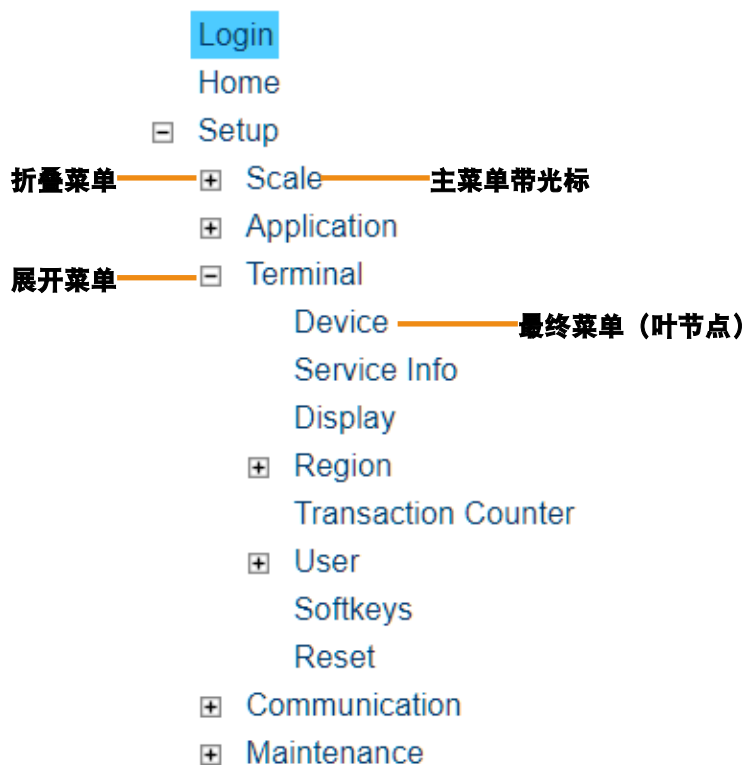 Login
Home
Setup
折叠菜单 Scale 主菜单带光标
Application
展开菜单 Terminal
Device 最终菜单（叶节点）
Service Info
Display
Region
Transaction Counter
User
Softkeys
Reset
Communication
Maintenance